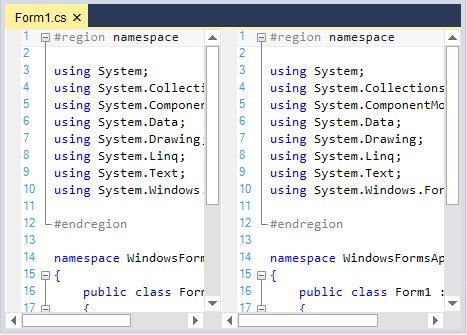 Form1.cs
1 #region namespace
2
3 using System;
4 using System.Collecti
5 using System.Componen
6 using System.Data;
7 using System.Drawing;
8 using System.Linq;
9 using System.Text;
10 using System.Windows.
11
12 #endregion
13
14 namespace WindowsForm
15 {
16 public class Form
17 {
1 #region namespace
2
3 using System;
4 using System.Collections
5 using System.ComponentMo
6 using System.Data;
7 using System.Drawing;
8 using System.Linq;
9 using System.Text;
10 using System.Windows.For
11
12 #endregion
13
14 namespace WindowsFormsAp
15 {
16 public class Form1 :
17 {